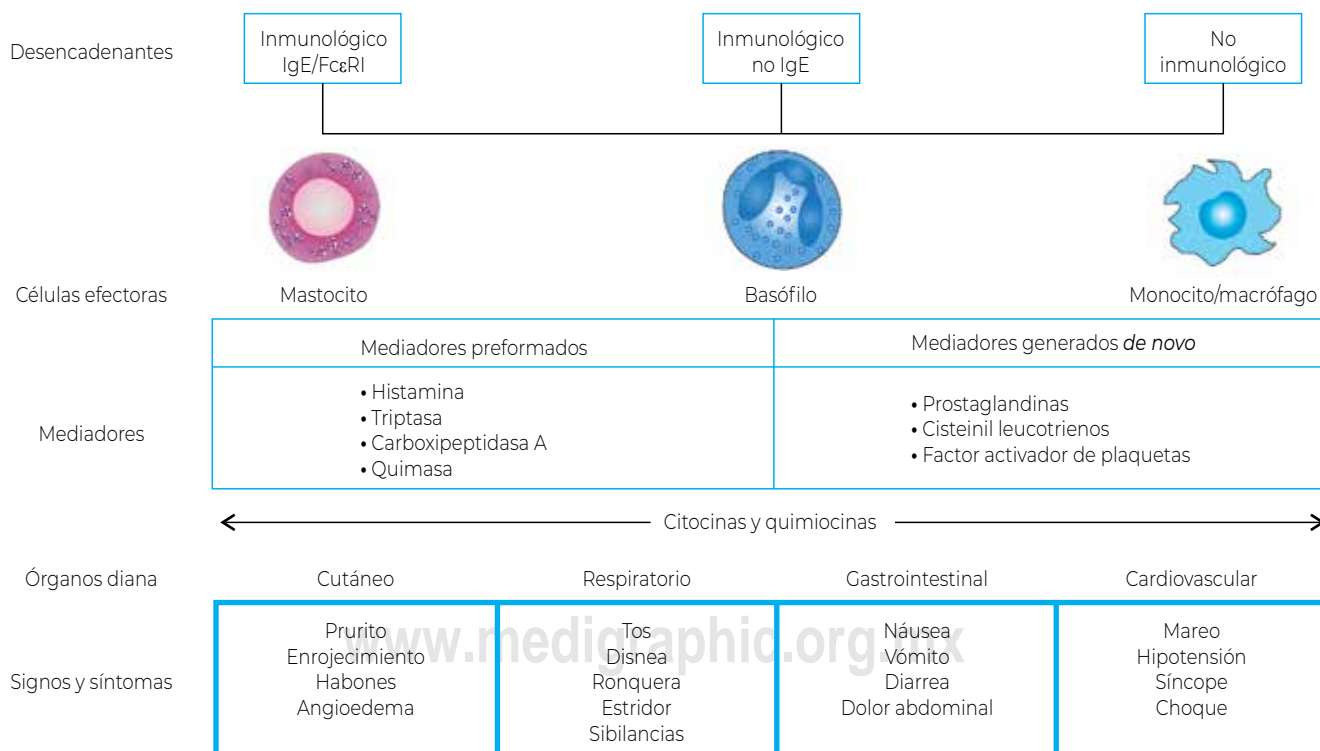 Desencadenantes
Inmunológico
IgE/FcεRI
Inmunológico
no IgE
No
inmunológico
Células efectoras
Mastocito
Basófilo
Monocito/macrófago
Mediadores
Mediadores preformados
• Histamina
• Triptasa
• Carboxipeptidasa A
• Quimasa
Mediadores generados de novo
• Prostaglandinas
• Cisteinil leucotrienos
• Factor activador de plaquetas
Citocinas y quimiocinas
Órganos diana
Cutáneo
Respiratorio
Gastrointestinal
Cardiovascular
Signos y síntomas
Prurito
Enrojecimiento
Habones
Angioedema
Tos
Disnea
Ronquera
Estridor
Sibilancias
Náusea
Vómito
Diarrea
Dolor abdominal
Mareo
Hipotensión
Síncope
Choque
www.medigraphic.org.mx